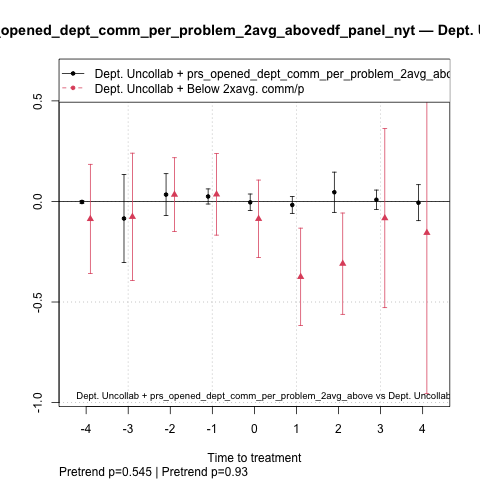 _opened_dept_comm_per_problem_2avg_abovedf_panel_nyt — Dept.
Dept. Uncollab + prs_opened_dept_comm_per_problem_2avg_abo
Dept. Uncollab + Below 2xavg. comm/p
0.5
0.0
-0.5
-1.0
Dept. Uncollab + prs_opened_dept_comm_per_problem_2avg_above vs Dept. Uncollab
-4 -3 -2 -1 0 1 2 3 4
Time to treatment
Pretrend p=0.545 | Pretrend p=0.93